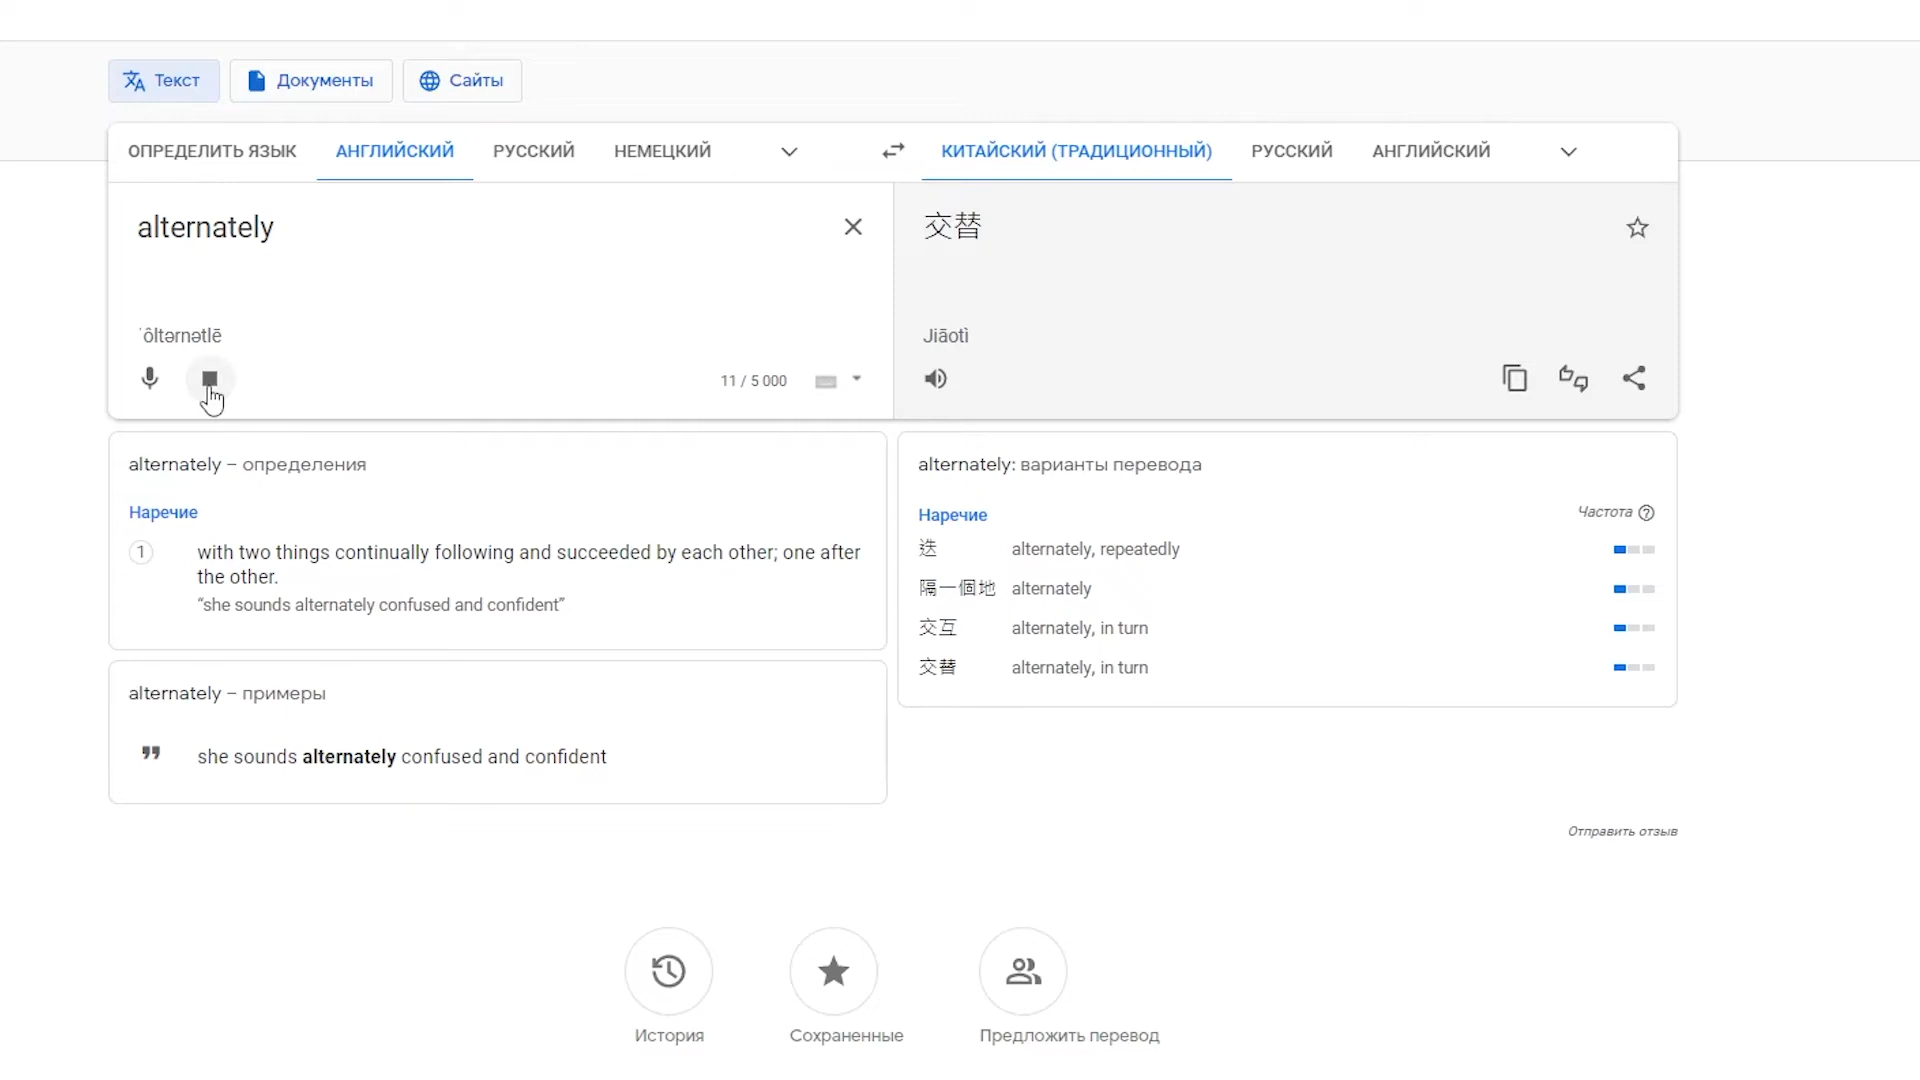 Текст
Документы
Сайты
ОПРЕДЕЛИТЬ ЯЗЫК
АНГЛИЙСКИЙ
РУССКИЙ
НЕМЕЦКИЙ
КИТАЙСКИЙ (ТРАДИЦИОННЫЙ)
РУССКИЙ
АНГЛИЙСКИЙ
alternately
ˈôltərnətlē
11 / 5 000
交替
Jiāotì
alternately – определения
Наречие
1
with two things continually following and succeeded by each other; one after
the other.
“she sounds alternately confused and confident”
alternately – примеры
she sounds alternately confused and confident
alternately: варианты перевода
Наречие
Частота
迭 alternately, repeatedly
隔一個地 alternately
交互 alternately, in turn
交替 alternately, in turn
Отправить отзыв
История
Сохраненные
Предложить перевод